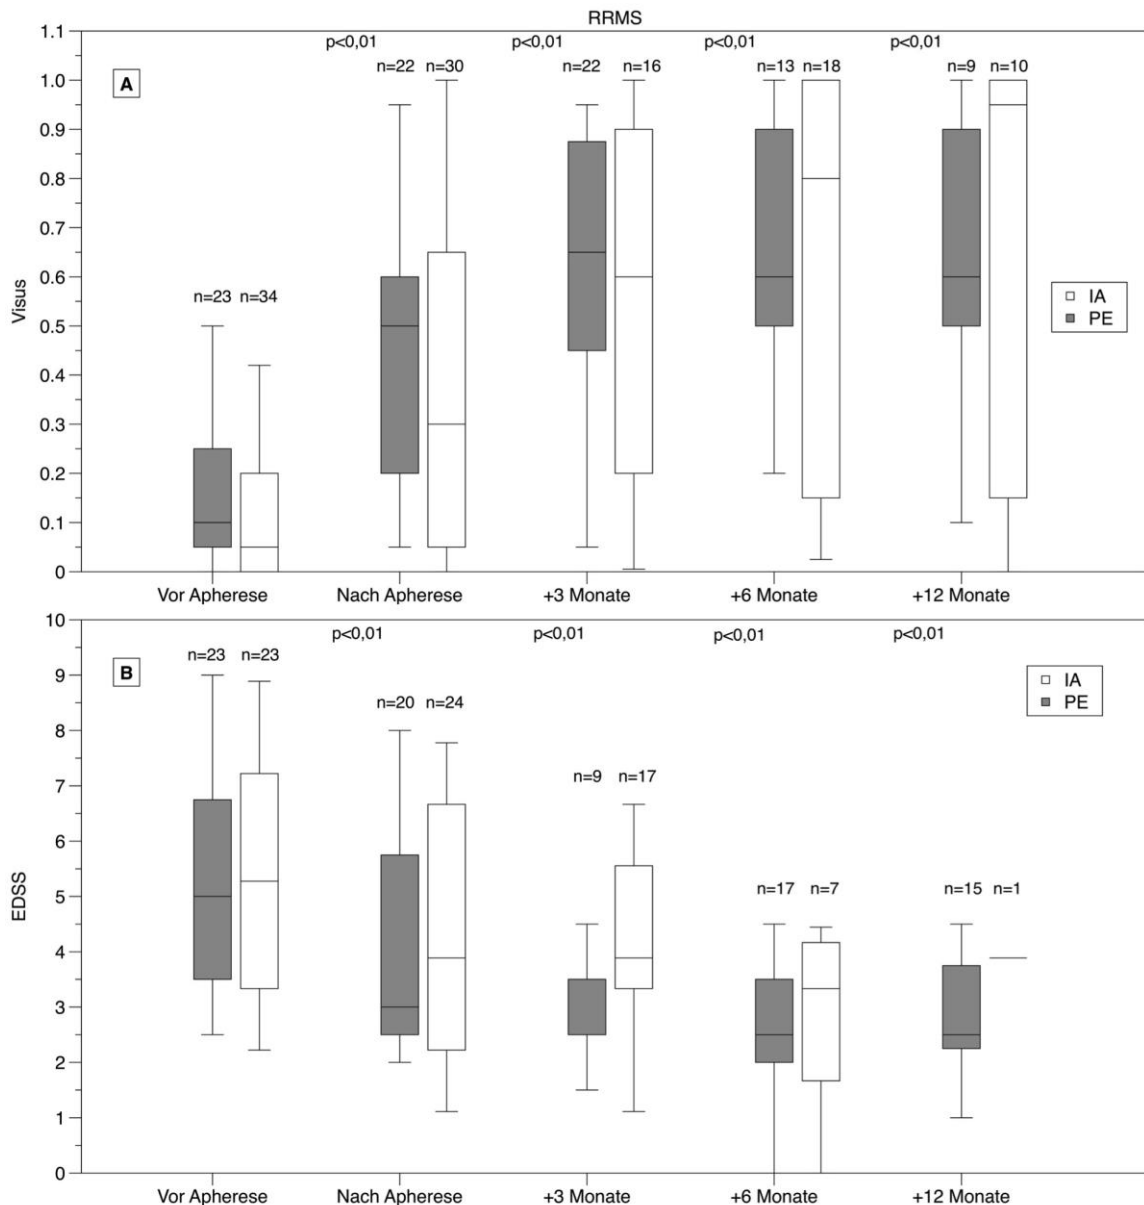 RRMS
A
p<0,01 p<0,01 p<0,01 p<0,01
n=22 n=30 n=22 n=16 n=13 n=18 n=9 n=10
n=23 n=34
1.1
1.0
0.9
0.8
0.7
0.6
0.5
0.4
0.3
0.2
0.1
0
Visus
IA
PE
Vor Apherese Nach Apherese +3 Monate +6 Monate +12 Monate
B
p<0,01 p<0,01 p<0,01 p<0,01
n=23 n=23
n=20 n=24
n=9 n=17
n=17 n=7 n=15 n=1
10
9
8
7
6
5
4
3
2
1
0
EDSS
IA
PE
Vor Apherese Nach Apherese +3 Monate +6 Monate +12 Monate